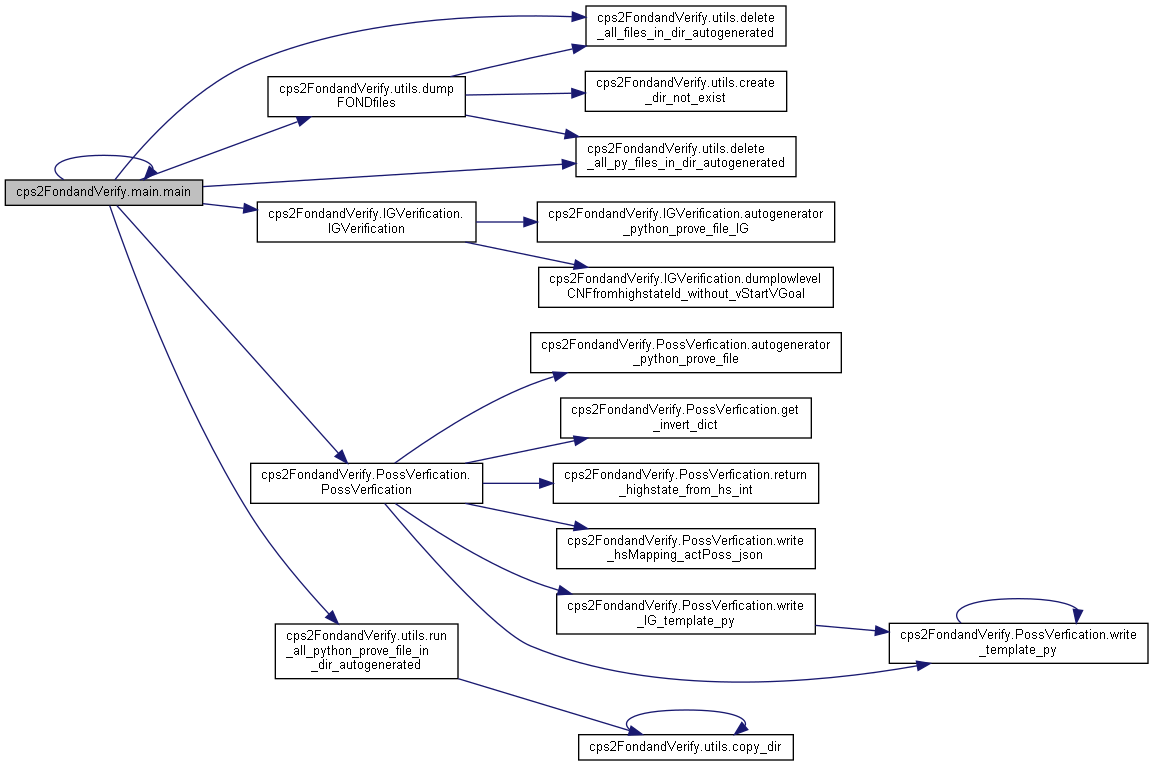 cps2FondandVerify.utils.delete
_all_files_in_dir_autogenerated
cps2FondandVerify.utils.dump
FONDfiles
cps2FondandVerify.utils.create
_dir_not_exist
cps2FondandVerify.utils.delete
_all_py_files_in_dir_autogenerated
cps2FondandVerify.main.main
cps2FondandVerify.IGVerification.
IGVerification
cps2FondandVerify.IGVerification.autogenerator
_python_prove_file_IG
cps2FondandVerify.IGVerification.dumplowlevel
CNFfromhighstateId_without_vStartVGoal
cps2FondandVerify.PossVerfication.autogenerator
_python_prove_file
cps2FondandVerify.PossVerfication.get
_invert_dict
cps2FondandVerify.PossVerfication.
PossVerfication
cps2FondandVerify.PossVerfication.return
_highstate_from_hs_int
cps2FondandVerify.PossVerfication.write
_hsMapping_actPoss_json
cps2FondandVerify.PossVerfication.write
_IG_template_py
cps2FondandVerify.PossVerfication.write
_template_py
cps2FondandVerify.utils.run
_all_python_prove_file_in
_dir_autogenerated
cps2FondandVerify.utils.copy_dir